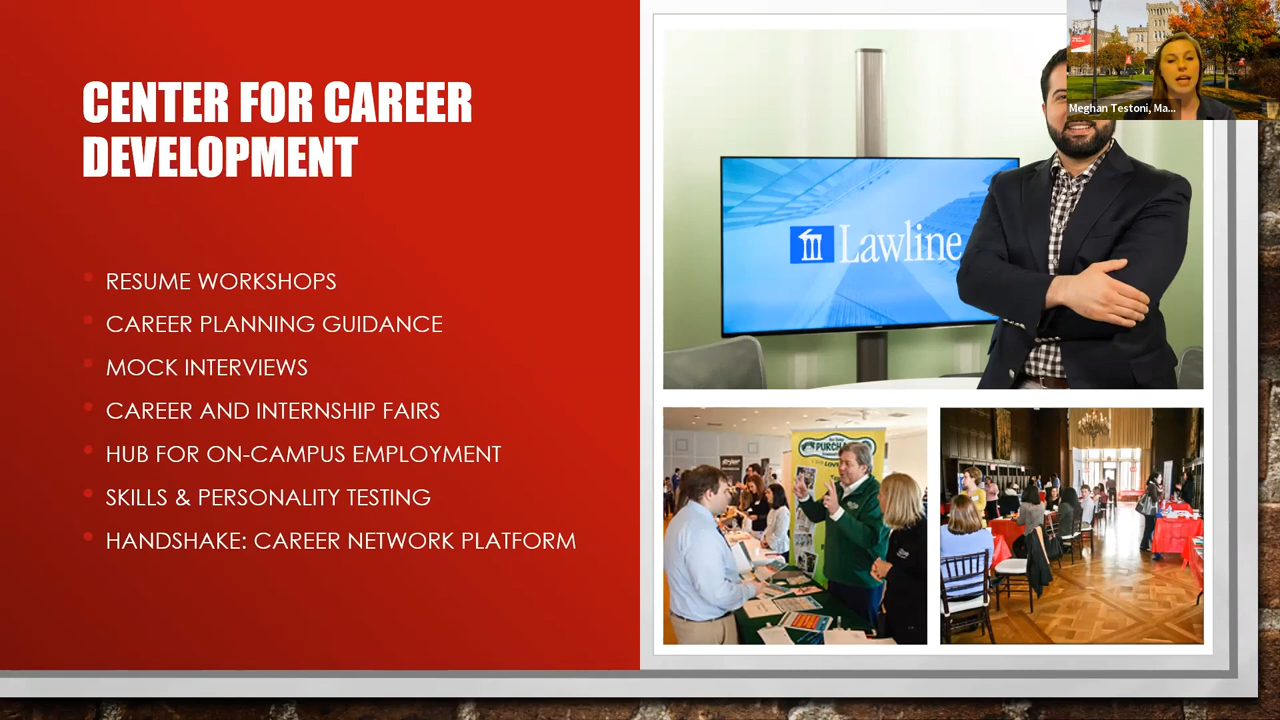 CENTER FOR CAREER
DEVELOPMENT
RESUME WORKSHOPS
CAREER PLANNING GUIDANCE
MOCK INTERVIEWS
CAREER AND INTERNSHIP FAIRS
HUB FOR ON-CAMPUS EMPLOYMENT
SKILLS & PERSONALITY TESTING
HANDSHAKE: CAREER NETWORK PLATFORM
Meghan Testoni, Ma...
Lawline